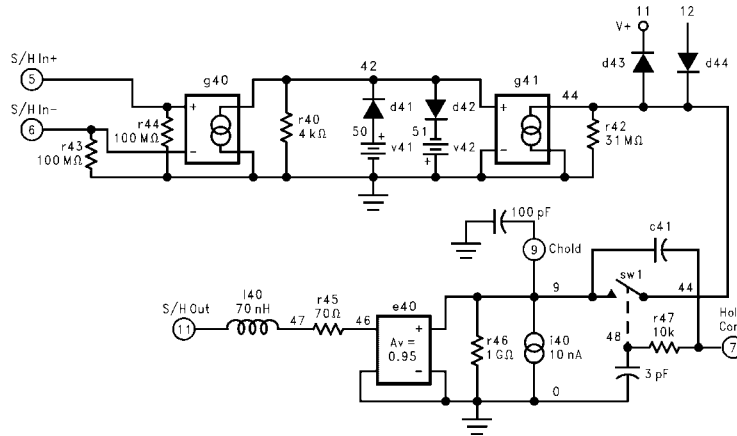 11
12
V+
S/H In+
5
g40
42
g41
44
d43
d44
S/H In−
6
r44
100 MΩ
r43
100 MΩ
+
−
r40
4 kΩ
d41
50
+
v41
d42
51
v42
+
+
−
r42
31 MΩ
100 pF
9
Chold
c41
sw1
9
44
S/H Out
11
l40
70 nH
47
r45
70Ω
46
e40
+
Av =
0.95
−
r46
1 GΩ
i40
10 nA
r47
10k
48
3 pF
0
Hol
Con
7